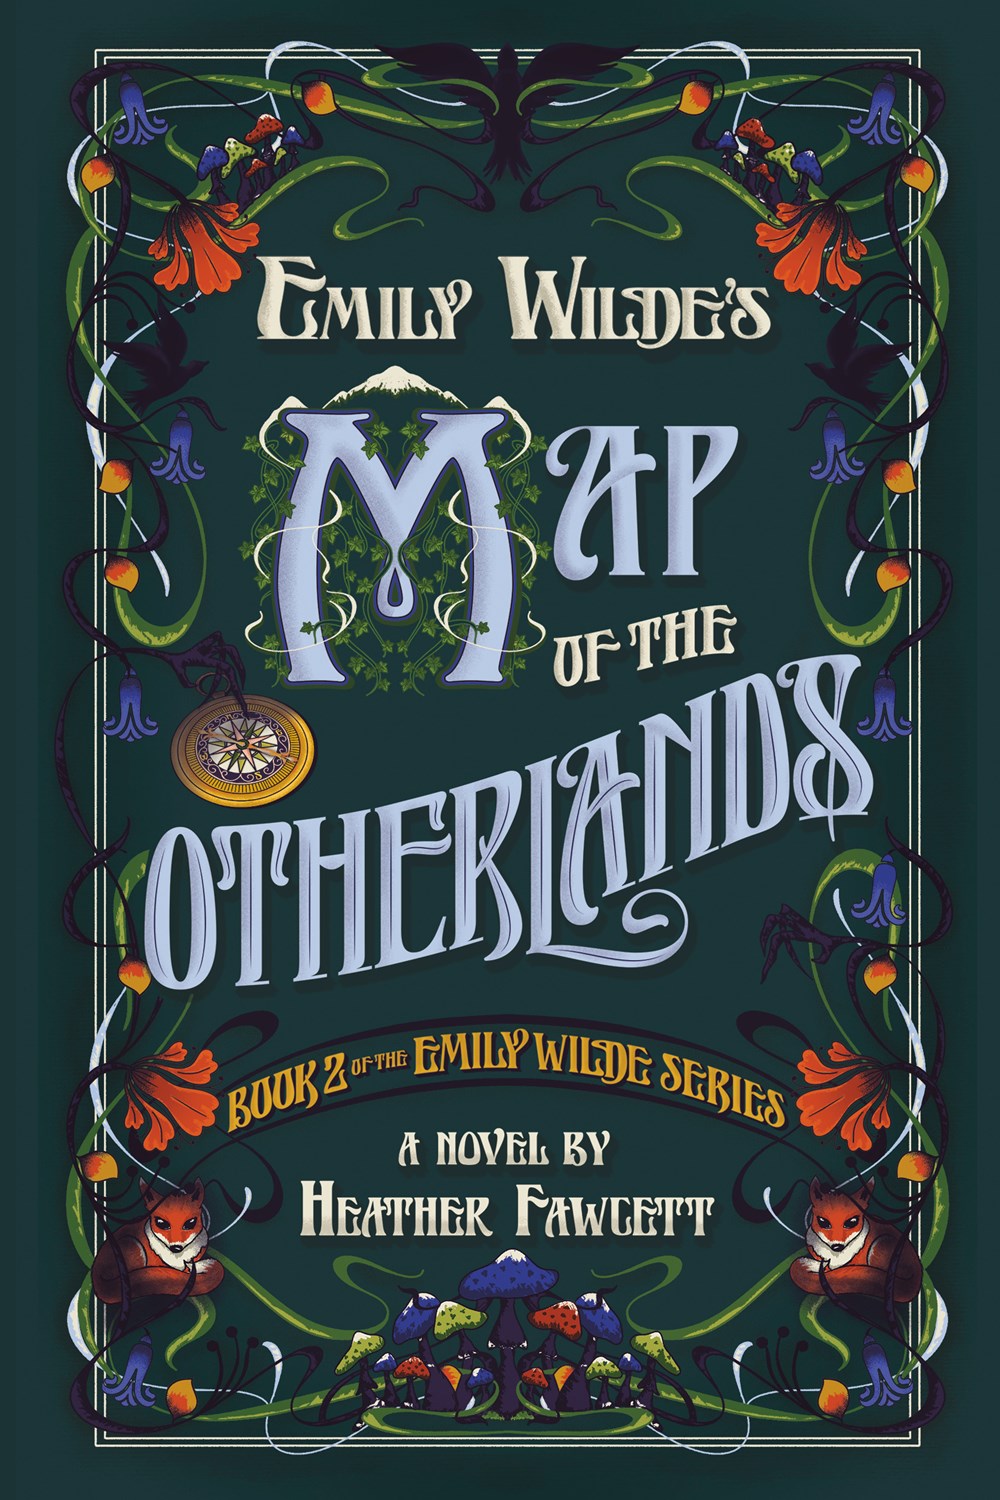 EMILY WILDE'S
MAP
OF THE
OTHERLANDS
BOOK 2 OF THE EMILY WILDE SERIES
A NOVEL BY
HEATHER FAWCETT